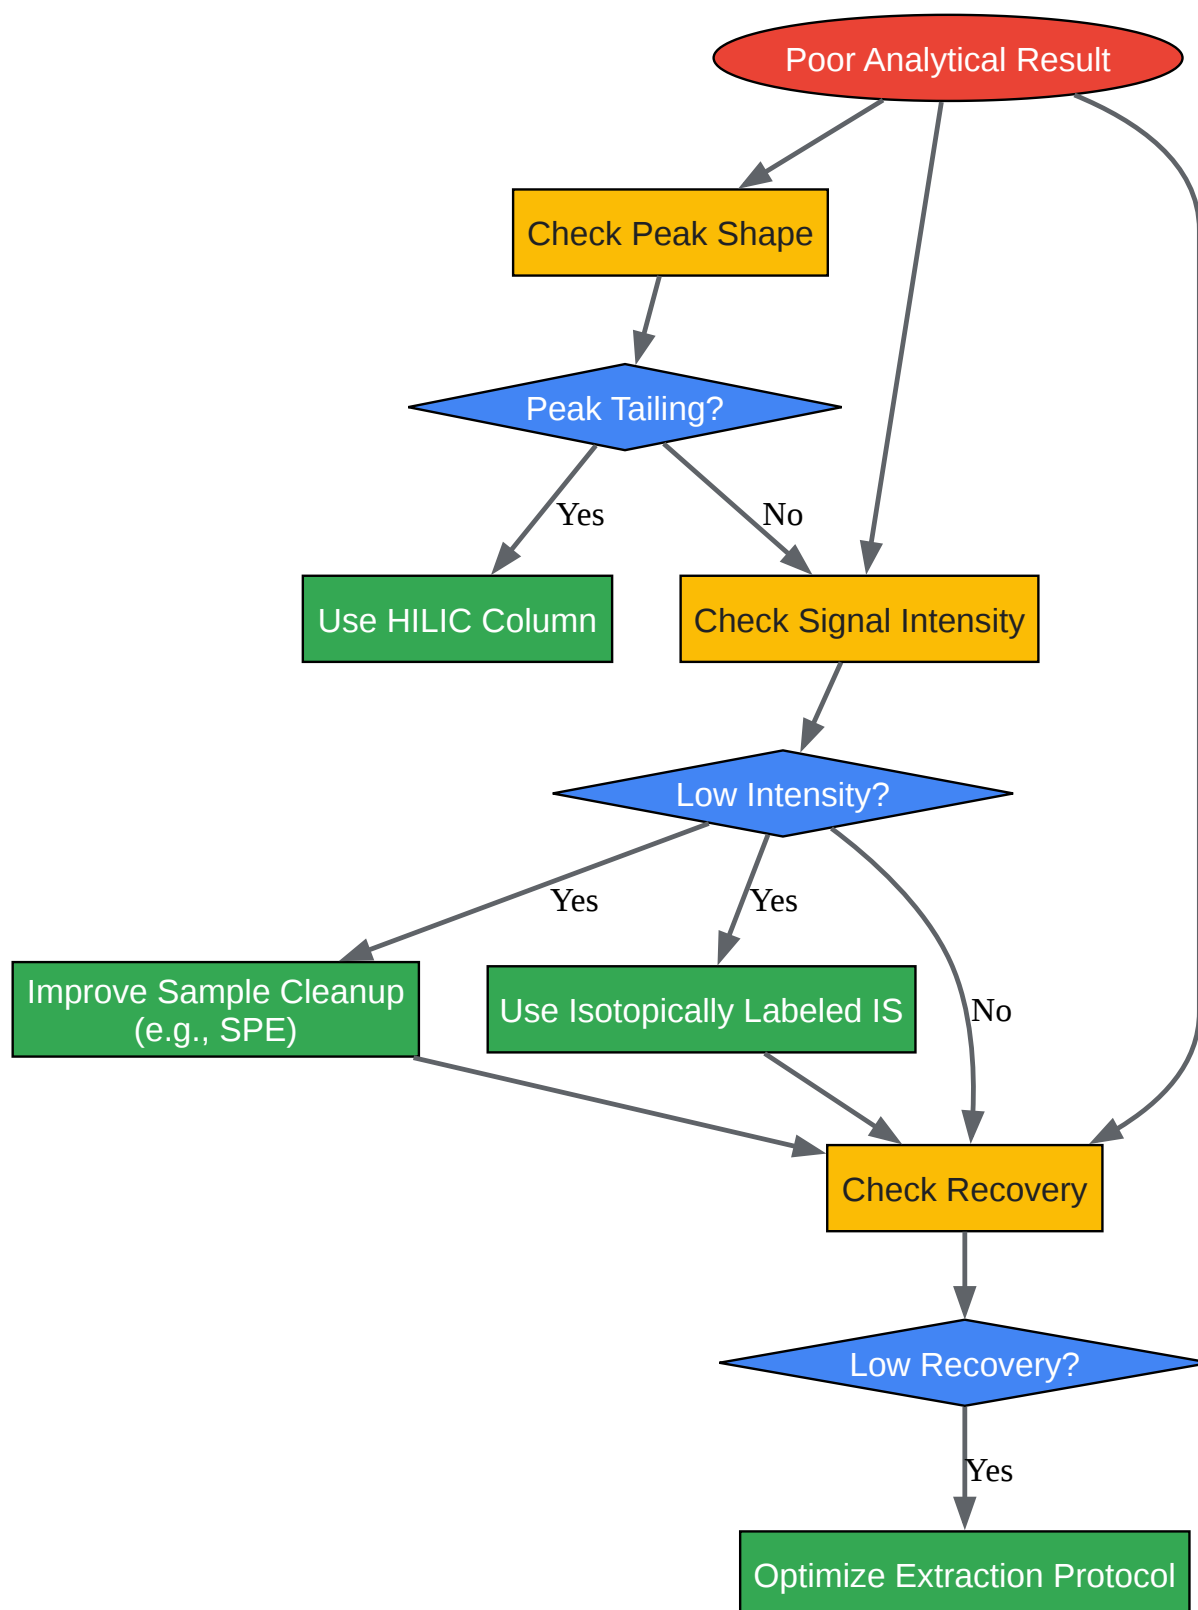 Poor Analytical Result
Check Peak Shape
Peak Tailing?
Yes
No
Use HILIC Column
Check Signal Intensity
Low Intensity?
Yes
Yes
Improve Sample Cleanup
(e.g., SPE)
Use Isotopically Labeled IS
No
Check Recovery
Low Recovery?
Yes
Optimize Extraction Protocol